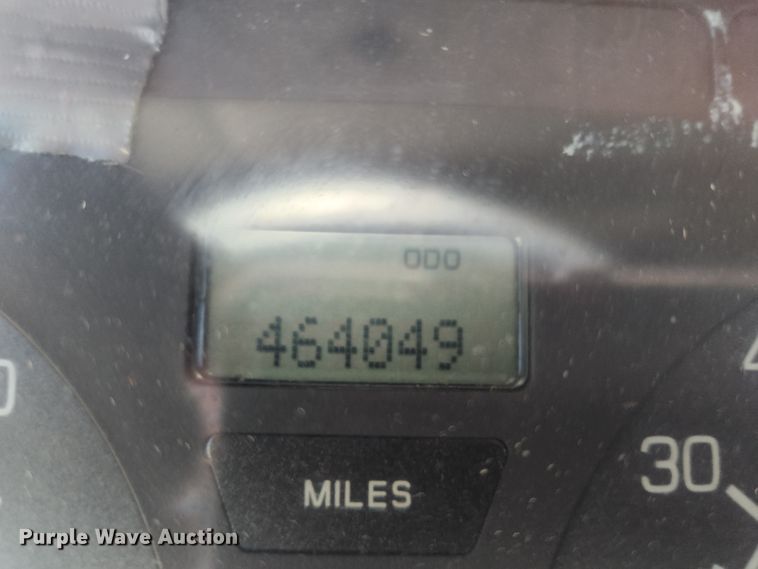 ODO
464049
MILES
30
Purple Wave Auction